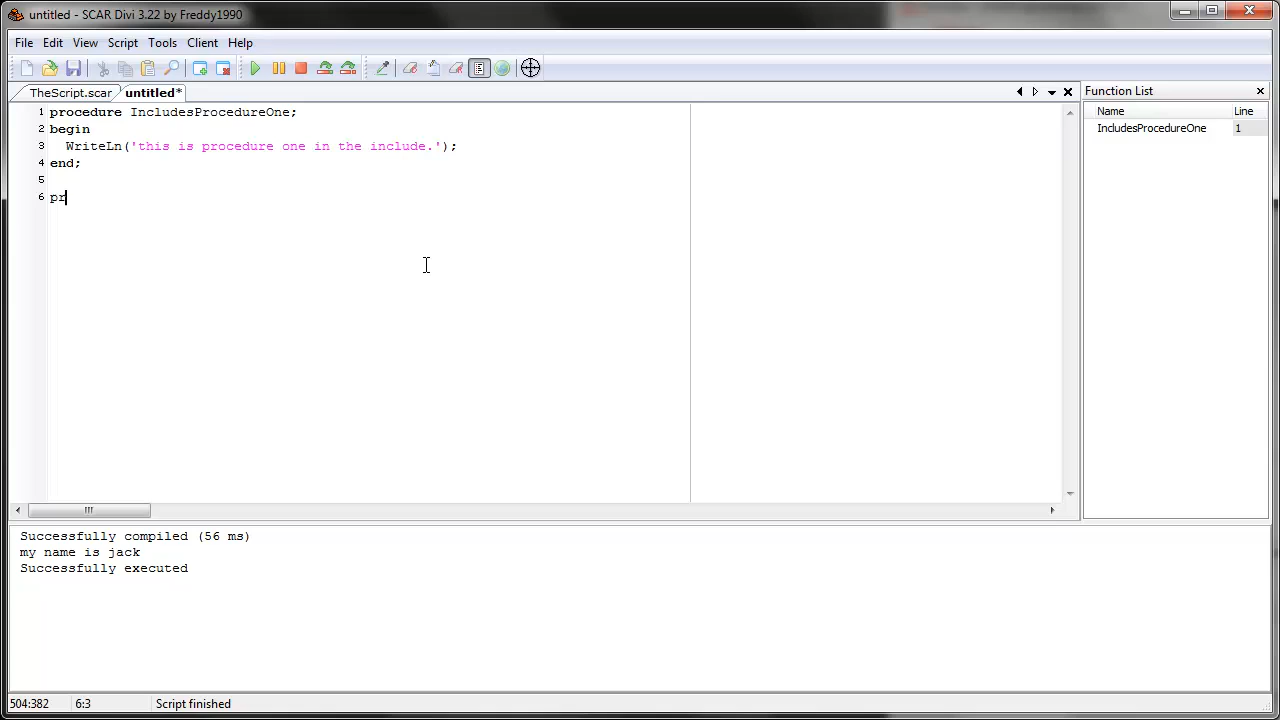 untitled - SCAR Divi 3.22 by Freddy1990
File Edit View Script Tools Client Help
TheScript.scar untitled*
Function List
1 procedure IncludesProcedureOne;
2 begin
3 WriteLn('this is procedure one in the include.');
4 end;
5
6 pr
Name Line
IncludesProcedureOne 1
Successfully compiled (56 ms)
my name is jack
Successfully executed
504:382 6:3 Script finished